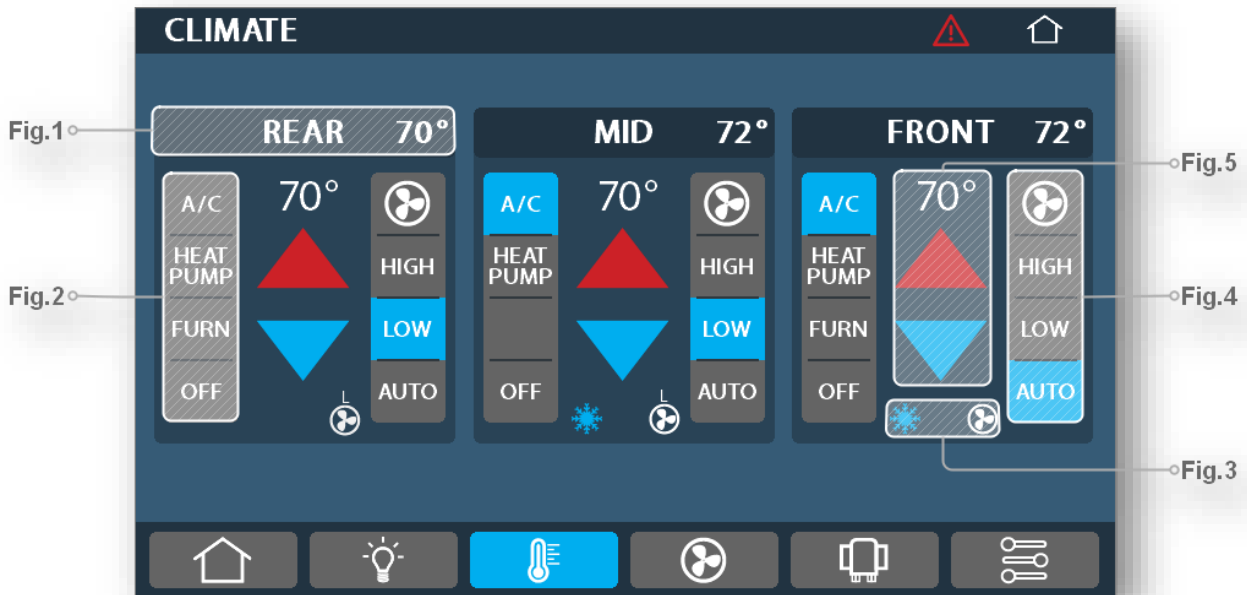 CLIMATE
Fig.1
REAR 70°
MID 72°
FRONT 72°
Fig.5
A/C
HEAT
PUMP
FURN
OFF
70°
HIGH
LOW
AUTO
L
Fig.2
A/C
HEAT
PUMP
OFF
70°
HIGH
LOW
AUTO
L
A/C
HEAT
PUMP
FURN
OFF
70°
HIGH
LOW
AUTO
Fig.4
Fig.3